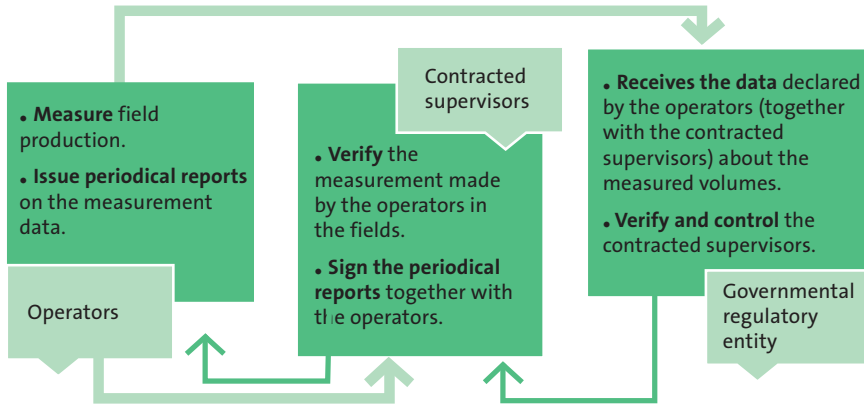 • Measure field
production.
• Issue periodical reports
on the measurement
data.
Operators
Contracted
supervisors
• Verify the
measurement made
by the operators in
the fields.
• Sign the periodical
reports together with
the operators.
• Receives the data declared
by the operators (together
with the contracted
supervisors) about the
measured volumes.
• Verify and control the
contracted supervisors.
Governmental
regulatory
entity